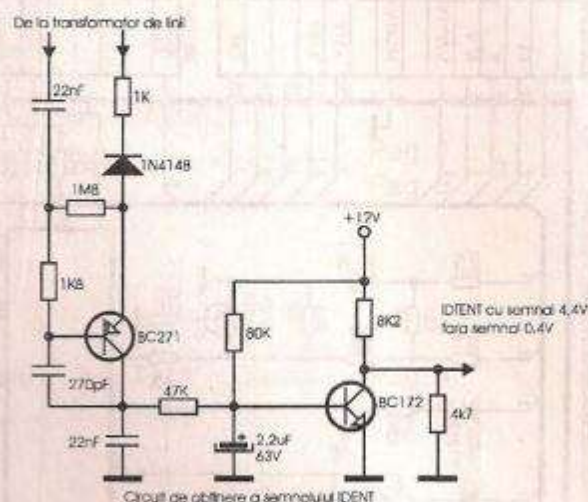 De la transformator de linii
22nF
1K
1N4148
1M8
+12V
1K8
8K2
IDTENT cu semnal 4,4V
fara semnal 0,4V
BC271
80K
270pF
47K
BC172
4k7
22nF
2.2uF
63V
Circuit de obtinere a semnalului IDENT